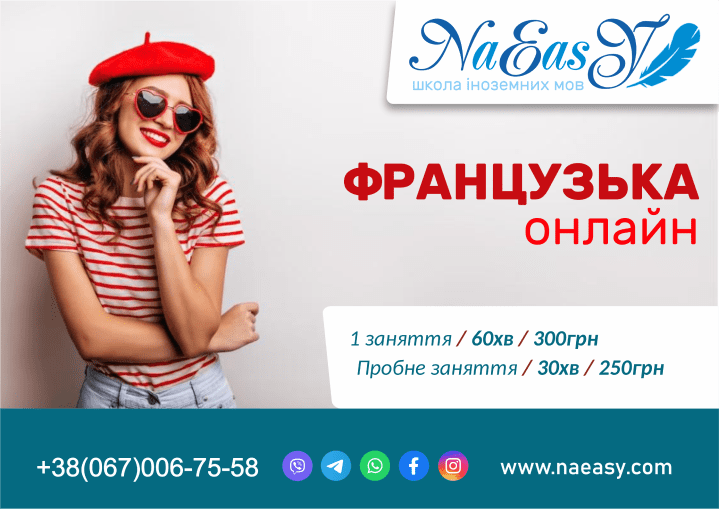 NaEasy
школа іноземних мов
ФРАНЦУЗЬКА
онлайн
1 заняття / 60хв / 300грн
Пробне заняття / 30хв / 250грн
+38(067)006-75-58
www.naeasy.com